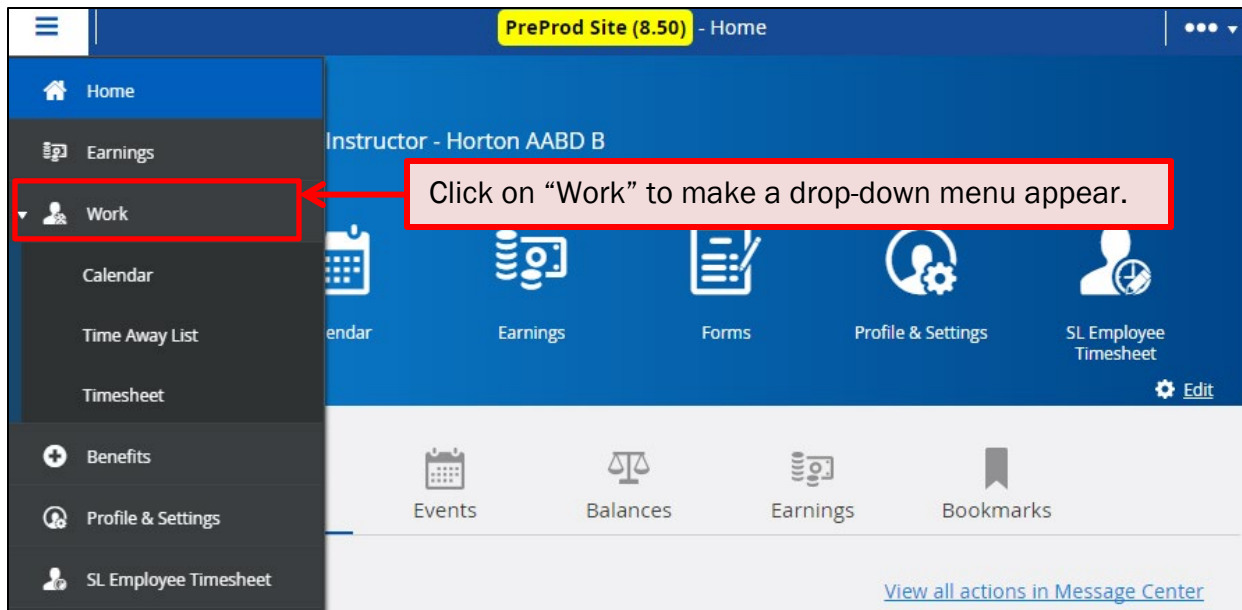 PreProd Site (8.50) - Home
Home
Earnings
Work
Calendar
Time Away List
Timesheet
Benefits
Profile & Settings
SL Employee Timesheet
Instructor - Horton AABD B
Click on “Work” to make a drop-down menu appear.
endar
Earnings
Forms
Profile & Settings
SL Employee
Timesheet
Edit
Events
Balances
Earnings
Bookmarks
View all actions in Message Center